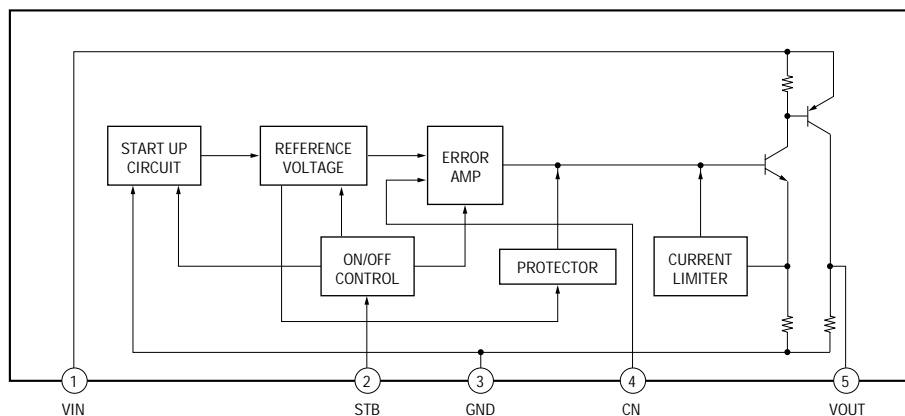 START UP
CIRCUIT
REFERENCE
VOLTAGE
ERROR
AMP
ON/OFF
CONTROL
PROTECTOR
CURRENT
LIMITER
1
2
3
4
5
VIN
STB
GND
CN
VOUT